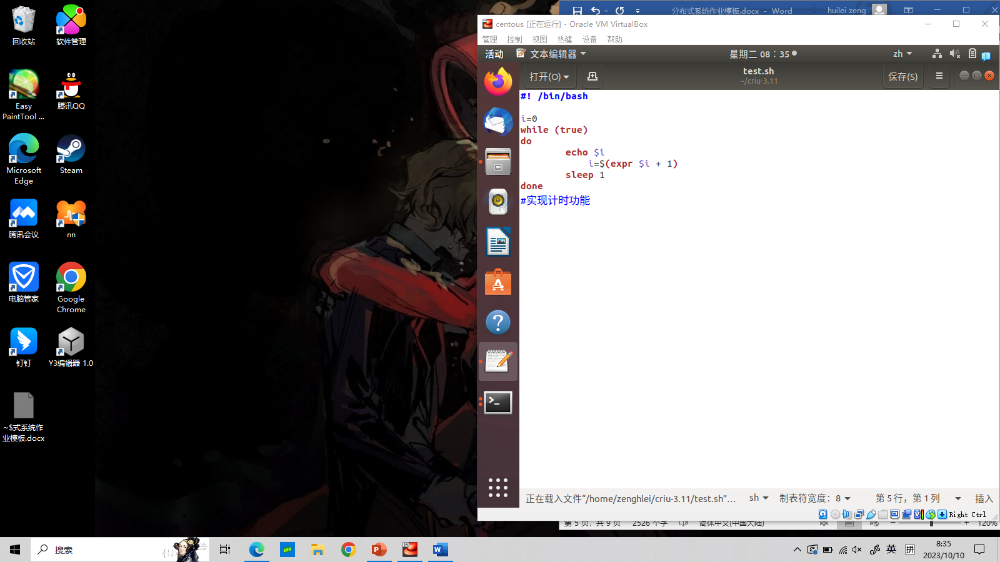 回收站
软件管理
Easy
PaintTool ...
腾讯QQ
Microsoft
Edge
Steam
腾讯会议
nn
电脑管家
Google
Chrome
钉钉
Y3编辑器 1.0
~$式系统作
业模板.docx
分布式系统作业模板.docx - Word
huilei zeng
centous [正在运行] - Oracle VM VirtualBox
管理 控制 视图 热键 设备 帮助
活动 文本编辑器 星期二 08：35 zh
打开(O) test.sh 保存(S)
~/criu-3.11
#! /bin/bash
i=0
while (true)
do
echo $i
i=$(expr $i + 1)
sleep 1
done
#实现计时功能
正在载入文件“/home/zenghlei/criu-3.11/test.sh”… sh 制表符宽度：8 第 5 行，第 1 列 插入
Right Ctrl
第 5 页，共 9 页 2526 个字 简体中文(中国大陆) 120%
搜索
英 拼
8:35
2023/10/10